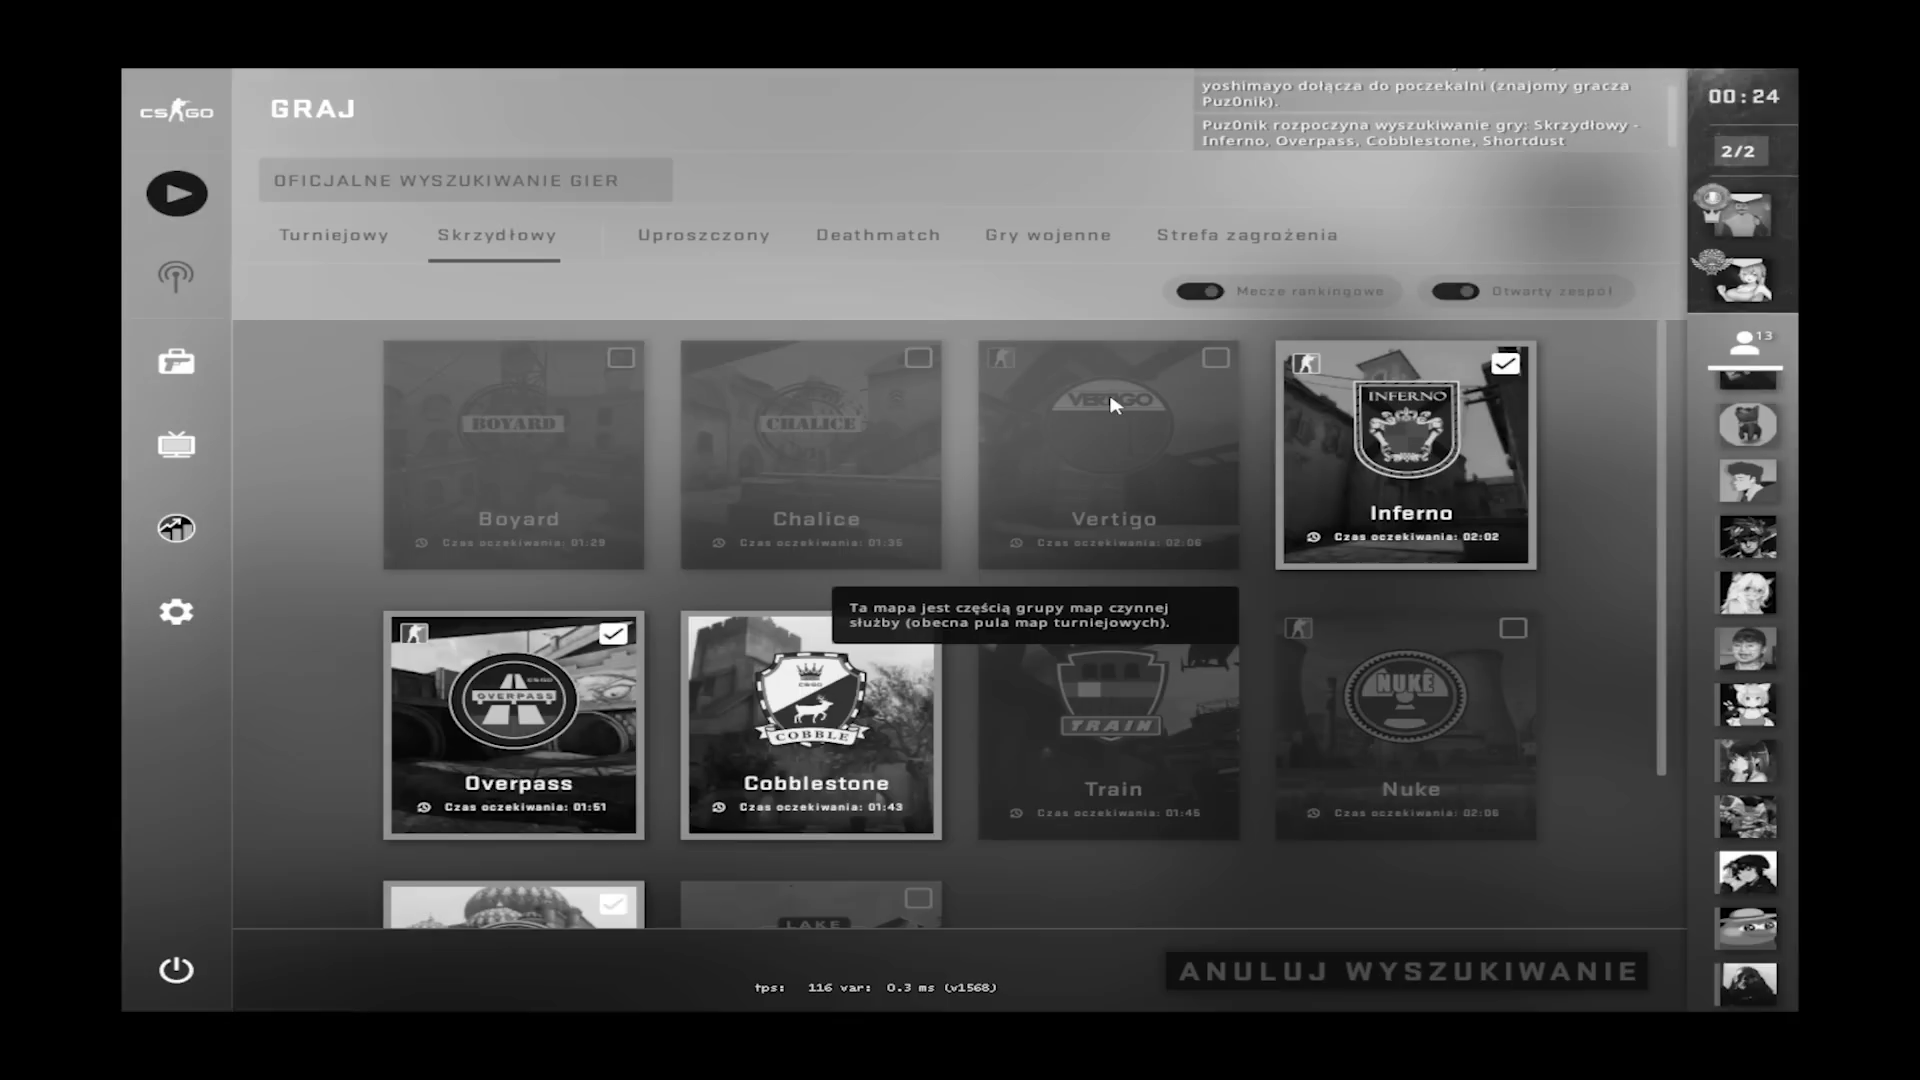 CS GO
GRAJ
yoshimayo dołącza do poczekalni (znajomy gracza
Puz0nik).
Puz0nik rozpoczyna wyszukiwanie gry: Skrzydłowy -
Inferno, Overpass, Cobblestone, Shortdust
00:24
2/2
OFICJALNE WYSZUKIWANIE GIER
Turniejowy Skrzydłowy Uproszczony Deathmatch Gry wojenne Strefa zagrożenia
Mecze rankingowe Otwarty zespół
13
BOYARD
Boyard
Czas oczekiwania: 01:29
CHALICE
Chalice
Czas oczekiwania: 01:35
VERTIGO
Vertigo
Czas oczekiwania: 02:06
INFERNO
Inferno
Czas oczekiwania: 02:02
Ta mapa jest częścią grupy map czynnej
służby (obecna pula map turniejowych).
CS:GO
OVERPASS
Overpass
Czas oczekiwania: 01:51
CS:GO
COBBLE
Cobblestone
Czas oczekiwania: 01:43
TRAIN
Train
Czas oczekiwania: 01:45
NUKE
Nuke
Czas oczekiwania: 02:06
LAKE
ANULUJ WYSZUKIWANIE
fps: 116 var: 0.3 ms (v1568)